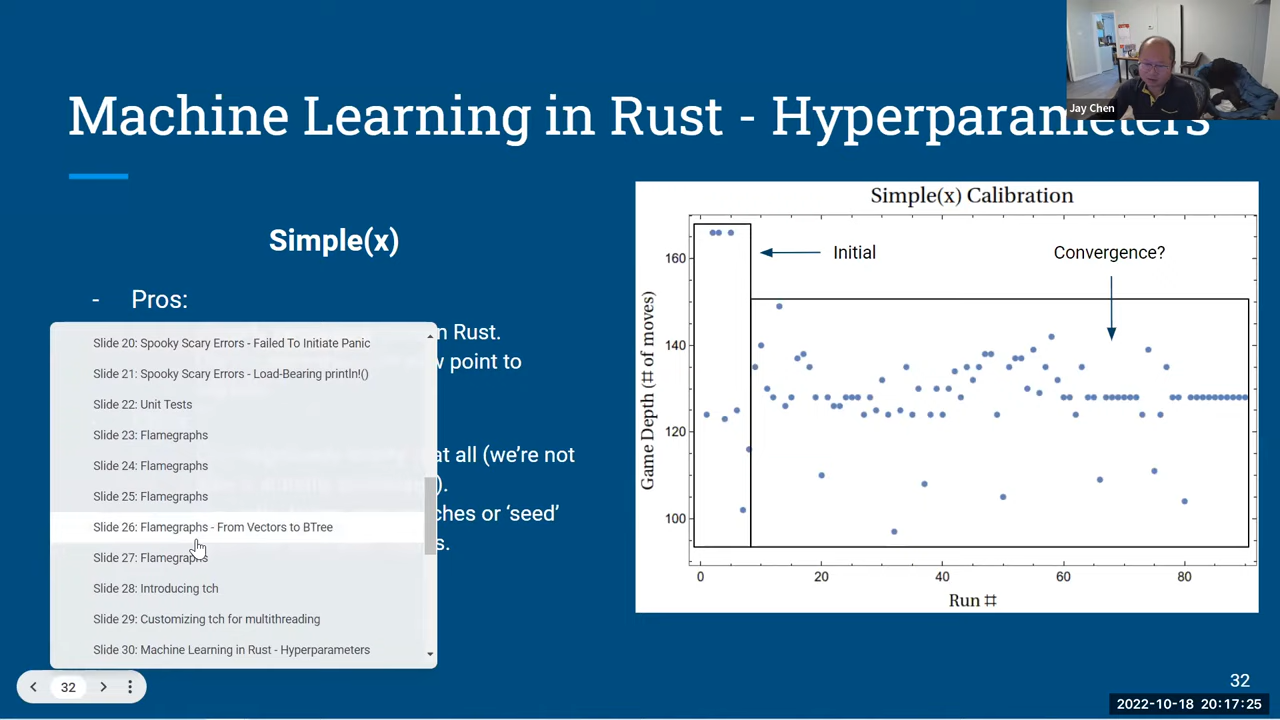 Jay Chen
Machine Learning in Rust - Hyperparameters
Simple(x)
- Pros:
n Rust.
w point to
at all (we’re not
).
ches or ‘seed’
s.
Slide 20: Spooky Scary Errors - Failed To Initiate Panic
Slide 21: Spooky Scary Errors - Load-Bearing println!()
Slide 22: Unit Tests
Slide 23: Flamegraphs
Slide 24: Flamegraphs
Slide 25: Flamegraphs
Slide 26: Flamegraphs - From Vectors to BTree
Slide 27: Flamegraphs
Slide 28: Introducing tch
Slide 29: Customizing tch for multithreading
Slide 30: Machine Learning in Rust - Hyperparameters
32
Simple(x) Calibration
Initial
Convergence?
Game Depth (# of moves)
160
140
120
100
0 20 40 60 80
Run #
32
2022-10-18 20:17:25